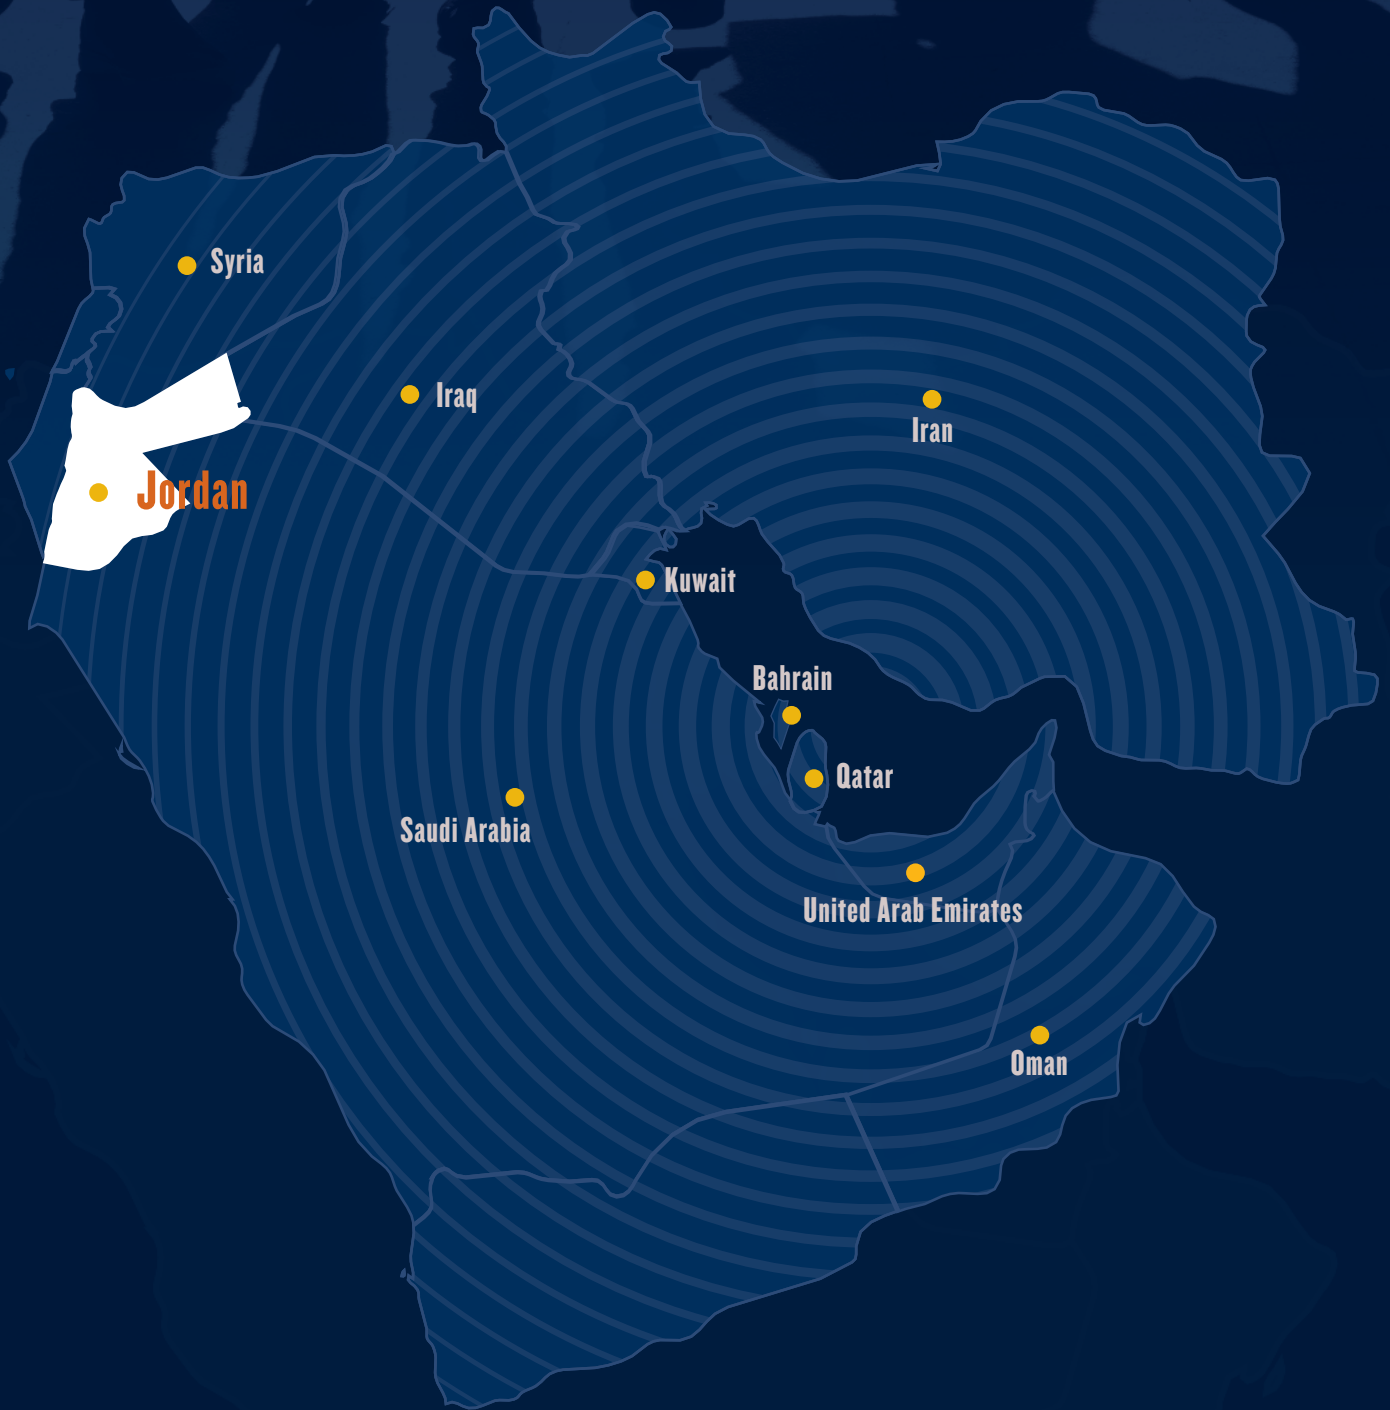 Syria
Iraq
Iran
Jordan
Kuwait
Bahrain
Qatar
Saudi Arabia
United Arab Emirates
Oman